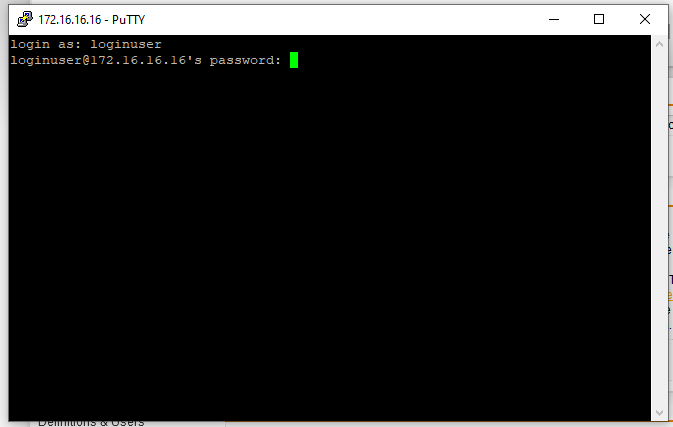 172.16.16.16 - PuTTY
login as: loginuser
loginuser@172.16.16.16's password:
Definitions & Users